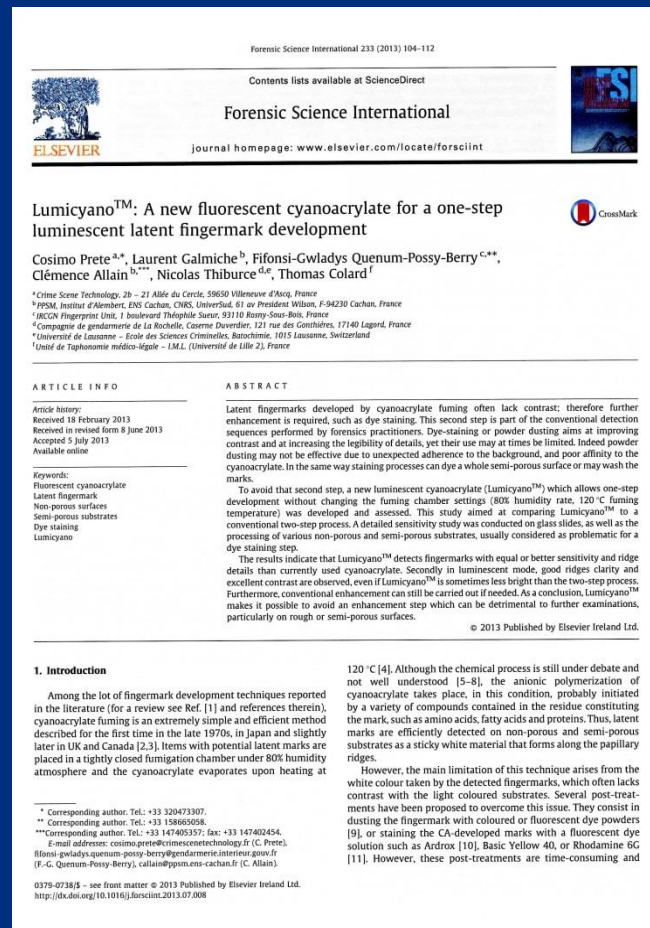 Forensic Science International 233 (2013) 104–112
Contents lists available at ScienceDirect
Forensic Science International
journal homepage: www.elsevier.com/locate/forsciint
ELSEVIER
FSI
Lumicyano™: A new fluorescent cyanoacrylate for a one-step
luminescent latent fingermark development
CrossMark
Cosimo Prete a,*, Laurent Galmiche b, Fifonsi-Gwladys Quenum-Possy-Berry c,**,
Clémence Allain b,***, Nicolas Thiburce d,e, Thomas Colard f
a Crime Scene Technology, 2b – 21 Allée du Cercle, 59650 Villeneuve d'Ascq, France
b PPSM, Institut d'Alembert, ENS Cachan, CNRS, UniverSud, 61 av President Wilson, F-94230 Cachan, France
c IRCGN Fingerprint Unit, 1 boulevard Théophile Sueur, 93110 Rosny-Sous-Bois, France
d Compagnie de gendarmerie de La Rochelle, Caserne Duverdier, 121 rue des Gonthières, 17140 Lagord, France
e Université de Lausanne – Ecole des Sciences Criminelles, Batochimie, 1015 Lausanne, Switzerland
f Unité de Taphonomie médico-légale – I.M.L. (Université de Lille 2), France
ARTICLE INFO
Article history:
Received 18 February 2013
Received in revised form 8 June 2013
Accepted 5 July 2013
Available online
Keywords:
Fluorescent cyanoacrylate
Latent fingermark
Non-porous surfaces
Semi-porous substrates
Dye staining
Lumicyano
ABSTRACT
Latent fingermarks developed by cyanoacrylate fuming often lack contrast; therefore further
enhancement is required, such as dye staining. This second step is part of the conventional detection
sequences performed by forensics practitioners. Dye-staining or powder dusting aims at improving
contrast and at increasing the legibility of details, yet their use may at times be limited. Indeed powder
dusting may not be effective due to unexpected adherence to the background, and poor affinity to the
cyanoacrylate. In the same way staining processes can dye a whole semi-porous surface or may wash the
marks.
To avoid that second step, a new luminescent cyanoacrylate (Lumicyano™) which allows one-step
development without changing the fuming chamber settings (80% humidity rate, 120 °C fuming
temperature) was developed and assessed. This study aimed at comparing Lumicyano™ to a
conventional two-step process. A detailed sensitivity study was conducted on glass slides, as well as the
processing of various non-porous and semi-porous substrates, usually considered as problematic for a
dye staining step.
The results indicate that Lumicyano™ detects fingermarks with equal or better sensitivity and ridge
details than currently used cyanoacrylate. Secondly in luminescent mode, good ridges clarity and
excellent contrast are observed, even if Lumicyano™ is sometimes less bright than the two-step process.
Furthermore, conventional enhancement can still be carried out if needed. As a conclusion, Lumicyano™
makes it possible to avoid an enhancement step which can be detrimental to further examinations,
particularly on rough or semi-porous surfaces.
© 2013 Published by Elsevier Ireland Ltd.
1. Introduction
Among the lot of fingermark development techniques reported
in the literature (for a review see Ref. [1] and references therein),
cyanoacrylate fuming is an extremely simple and efficient method
described for the first time in the late 1970s, in Japan and slightly
later in UK and Canada [2,3]. Items with potential latent marks are
placed in a tightly closed fumigation chamber under 80% humidity
atmosphere and the cyanoacrylate evaporates upon heating at
* Corresponding author. Tel.: +33 320473307.
** Corresponding author. Tel.: +33 158665058.
***Corresponding author. Tel.: +33 147405357; fax: +33 147402454.
E-mail addresses: cosimo.prete@crimescenetechnology.fr (C. Prete),
fifonsi-gwladys.quenum-possy-berry@gendarmerie.interieur.gouv.fr
(F.-G. Quenum-Possy-Berry), callain@ppsm.ens-cachan.fr (C. Allain).
0379-0738/$ – see front matter © 2013 Published by Elsevier Ireland Ltd.
http://dx.doi.org/10.1016/j.forsciint.2013.07.008
120 °C [4]. Although the chemical process is still under debate and
not well understood [5–8], the anionic polymerization of
cyanoacrylate takes place, in this condition, probably initiated
by a variety of compounds contained in the residue constituting
the mark, such as amino acids, fatty acids and proteins. Thus, latent
marks are efficiently detected on non-porous and semi-porous
substrates as a sticky white material that forms along the papillary
ridges.
However, the main limitation of this technique arises from the
white colour taken by the detected fingermarks, which often lacks
contrast with the light coloured substrates. Several post-treat-
ments have been proposed to overcome this issue. They consist in
dusting the fingermark with coloured or fluorescent dye powders
[9], or staining the CA-developed marks with a fluorescent dye
solution such as Ardrox [10], Basic Yellow 40, or Rhodamine 6G
[11]. However, these post-treatments are time-consuming and